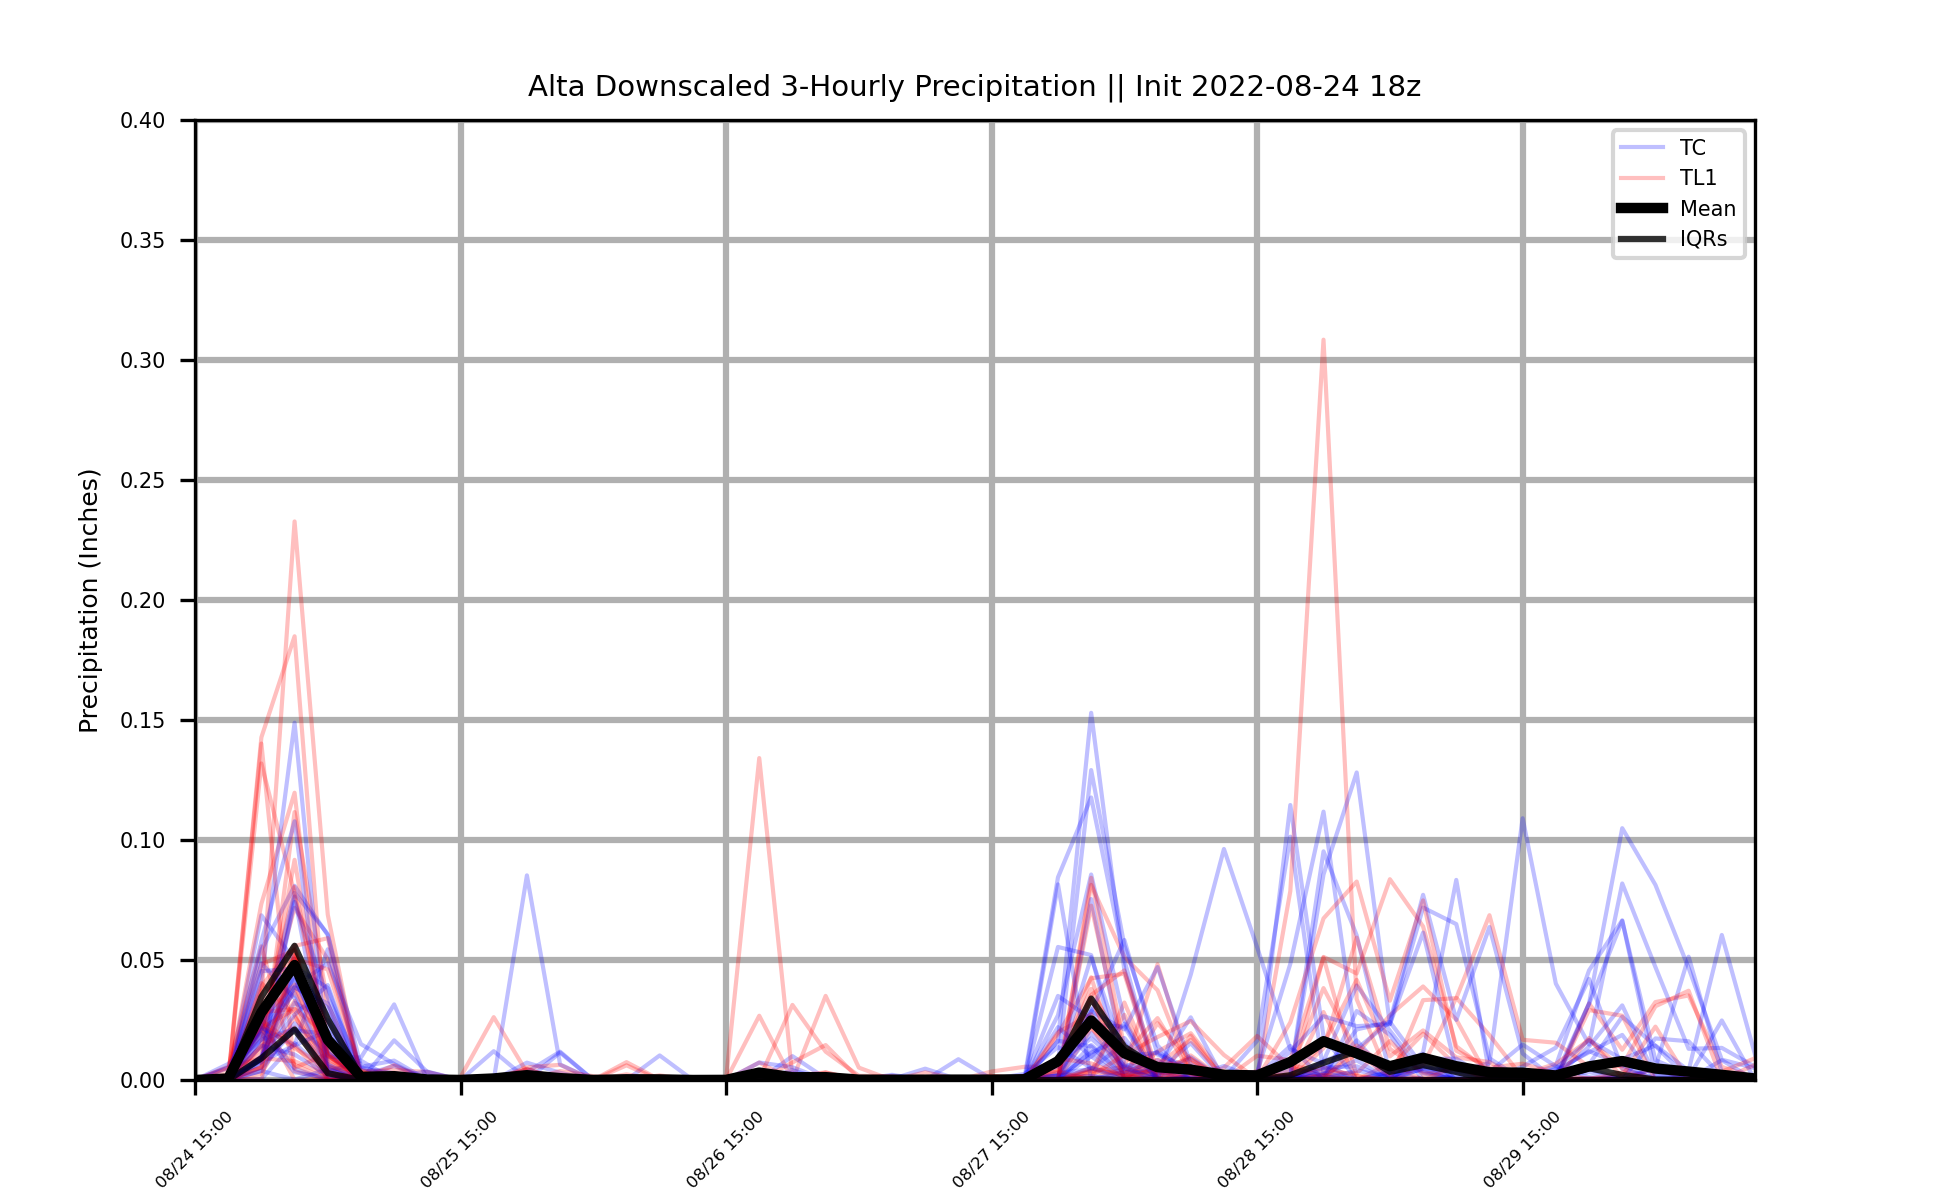 Alta Downscaled 3-Hourly Precipitation || Init 2022-08-24 18z
Precipitation (Inches)
0.40
0.35
0.30
0.25
0.20
0.15
0.10
0.05
0.00
TC
TL1
Mean
IQRs
08/24 15:00
08/25 15:00
08/26 15:00
08/27 15:00
08/28 15:00
08/29 15:00